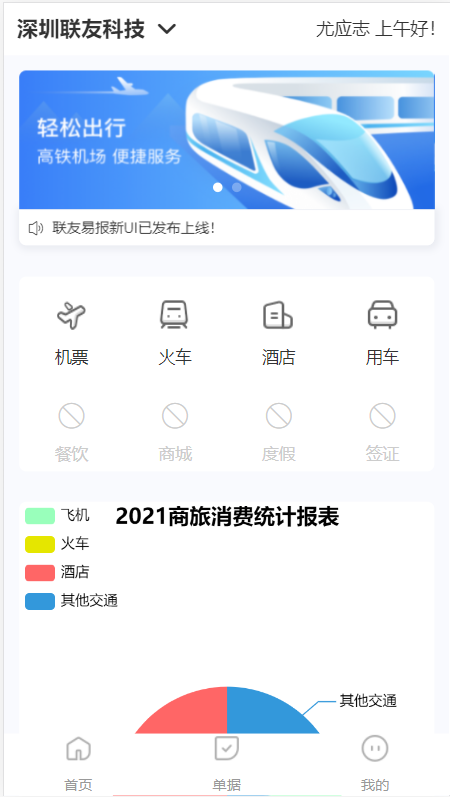 深圳联友科技
尤应志 上午好！
轻松出行
高铁机场 便捷服务
联友易报新UI已发布上线！
机票 火车 酒店 用车
餐饮 商城 度假 签证
2021商旅消费统计报表
飞机
火车
酒店
其他交通
其他交通
首页 单据 我的